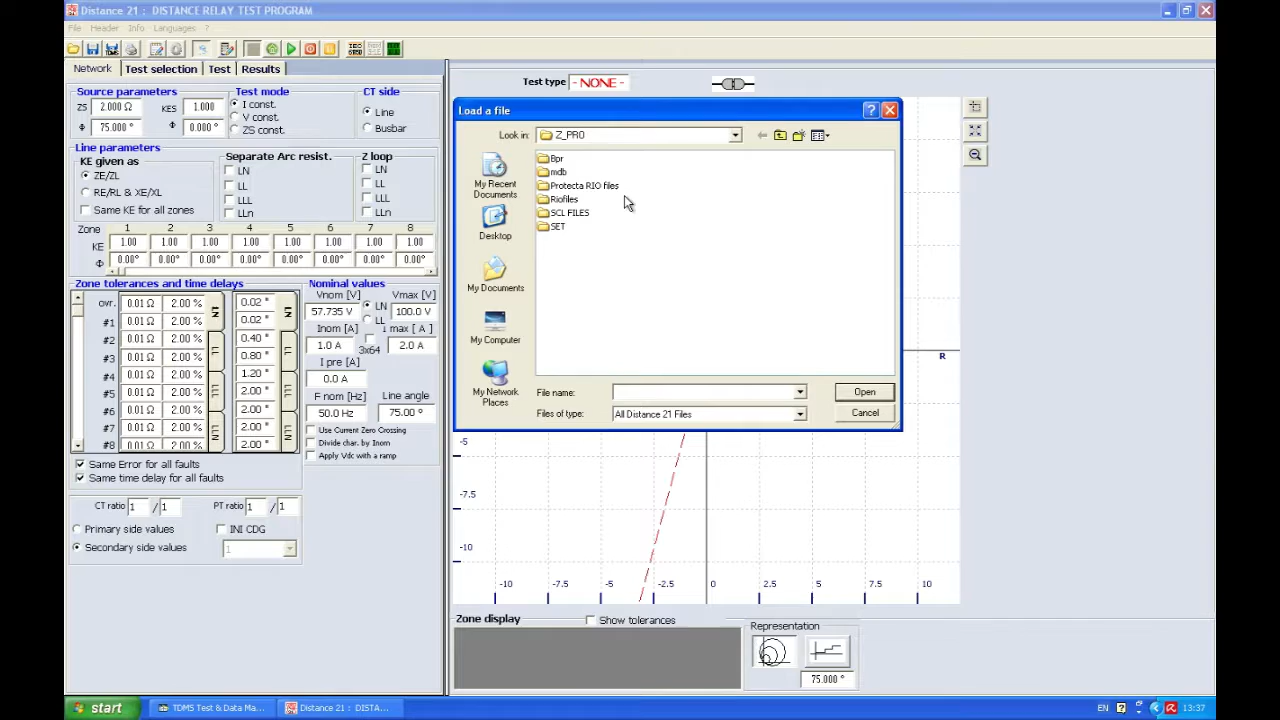 Distance 21 : DISTANCE RELAY TEST PROGRAM
File Header Info Languages ?
Network Test selection Test Results
Source parameters Test mode CT side
ZS 2.000 Ω KES 1.000 I const. Line
Φ 75.000 ° Φ 0.000 ° V const. Busbar
ZS const.
Line parameters
KE given as Separate Arc resist. Z loop
ZE/ZL LN LN
RE/RL & XE/XL LL LL
Same KE for all zones LLL LLL
LLn LLn
Zone 1 2 3 4 5 6 7 8
KE 1.00 1.00 1.00 1.00 1.00 1.00 1.00 1.00
Φ 0.00° 0.00° 0.00° 0.00° 0.00° 0.00° 0.00° 0.00°
Zone tolerances and time delays
ovr. 0.01 Ω 2.00 % 0.02 "
#1 0.01 Ω 2.00 % 0.02 "
#2 0.01 Ω 2.00 % 0.40 "
#3 0.01 Ω 2.00 % 0.80 "
#4 0.01 Ω 2.00 % 1.20 "
#5 0.01 Ω 2.00 % 2.00 "
#6 0.01 Ω 2.00 % 2.00 "
#7 0.01 Ω 2.00 % 2.00 "
#8 0.01 Ω 2.00 % 2.00 "
Same Error for all faults
Same time delay for all faults
Nominal values
Vnom [V] Vmax [V]
57.735 V LN 100.0 V
LL
Inom [A] i max [ A ]
1.0 A 3x64 2.0 A
I pre [A]
0.0 A
F nom [Hz] Line angle
50.0 Hz 75.00 °
Use Current Zero Crossing
Divide char. by Inom
Apply Vdc with a ramp
CT ratio 1 / 1 PT ratio 1 / 1
Primary side values INI CDG
Secondary side values 1
Test type - NONE -
Load a file
Look in: Z_PRO
My Recent Documents
Desktop
My Documents
My Computer
My Network Places
Bpr
mdb
Protecta RIO files
Riofiles
SCL FILES
SET
File name: Open
Files of type: All Distance 21 Files Cancel
R
-5
-7.5
-10
-10 -7.5 -5 -2.5 0 2.5 5 7.5 10
Zone display Show tolerances
Representation
75.000 °
start TDMS Test & Data Ma... Distance 21 : DISTA... EN 13:37